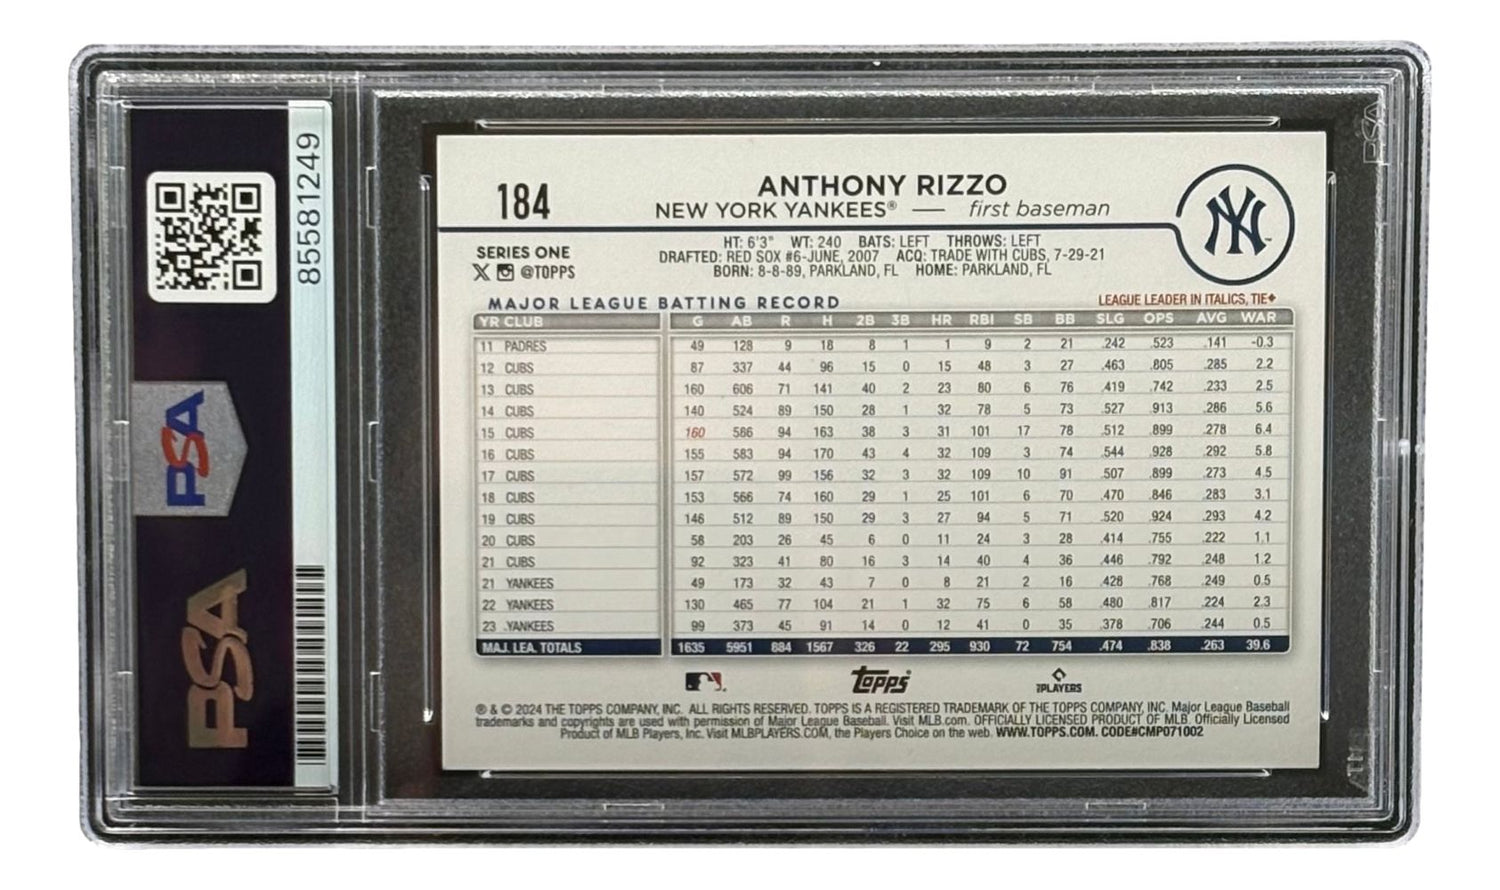 85581249
PSA
PSA
184
ANTHONY RIZZO
NEW YORK YANKEES® — first baseman
NY
SERIES ONE
@TOPPS
HT: 6'3" WT: 240 BATS: LEFT THROWS: LEFT
DRAFTED: RED SOX #6-JUNE, 2007 ACQ: TRADE WITH CUBS, 7-29-21
BORN: 8-8-89, PARKLAND, FL HOME: PARKLAND, FL
MAJOR LEAGUE BATTING RECORD
LEAGUE LEADER IN ITALICS, TIE♦
YR CLUB G AB R H 2B 3B HR RBI SB BB SLG OPS AVG WAR
11 PADRES 49 128 9 18 8 1 1 9 2 21 .242 .523 .141 -0.3
12 CUBS 87 337 44 96 15 0 15 48 3 27 .463 .805 .285 2.2
13 CUBS 160 606 71 141 40 2 23 80 6 76 .419 .742 .233 2.5
14 CUBS 140 524 89 150 28 1 32 78 5 73 .527 .913 .286 5.6
15 CUBS 160 586 94 163 38 3 31 101 17 78 .512 .899 .278 6.4
16 CUBS 155 583 94 170 43 4 32 109 3 74 .544 .928 .292 5.8
17 CUBS 157 572 99 156 32 3 32 109 10 91 .507 .899 .273 4.5
18 CUBS 153 566 74 160 29 1 25 101 6 70 .470 .846 .283 3.1
19 CUBS 146 512 89 150 29 3 27 94 5 71 .520 .924 .293 4.2
20 CUBS 58 203 26 45 6 0 11 24 3 28 .414 .755 .222 1.1
21 CUBS 92 323 41 80 16 3 14 40 4 36 .446 .792 .248 1.2
21 YANKEES 49 173 32 43 7 0 8 21 2 16 .428 .768 .249 0.5
22 YANKEES 130 465 77 104 21 1 32 75 6 58 .480 .817 .224 2.3
23 YANKEES 99 373 45 91 14 0 12 41 0 35 .378 .706 .244 0.5
MAJ. LEA. TOTALS 1635 5951 884 1567 326 22 295 930 72 754 .474 .838 .263 39.6
Topps
PLAYERS
® & © 2024 THE TOPPS COMPANY, INC. ALL RIGHTS RESERVED. TOPPS IS A REGISTERED TRADEMARK OF THE TOPPS COMPANY, INC. Major League Baseball
trademarks and copyrights are used with permission of Major League Baseball. Visit MLB.com. OFFICIALLY LICENSED PRODUCT OF MLB. Officially Licensed
Product of MLB Players, Inc. Visit MLBPLAYERS.COM, the Players Choice on the web. WWW.TOPPS.COM. CODE#CMP071002
PSA